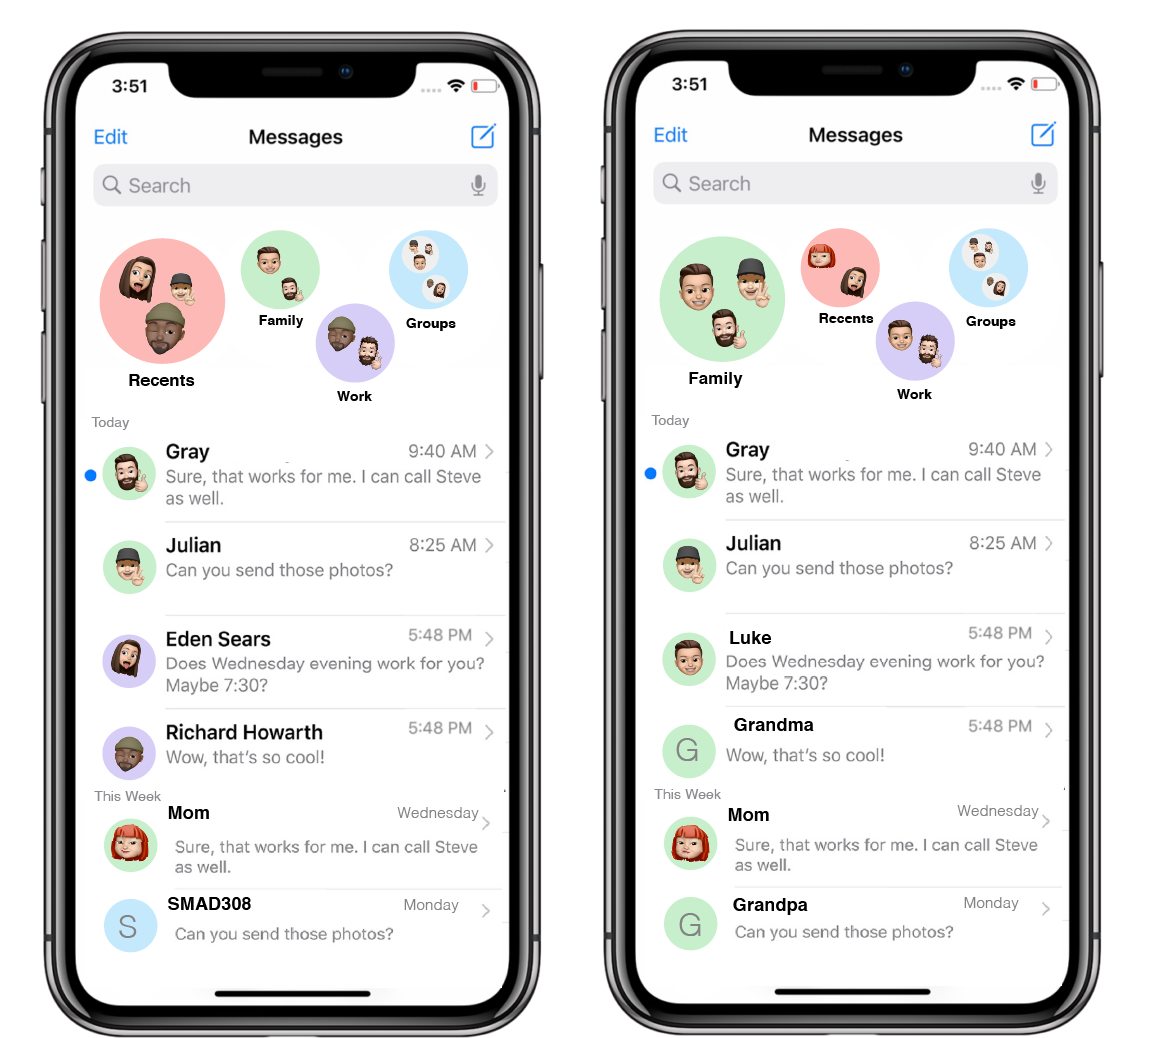 3:51
Edit
Messages
Search
Recents
Family
Work
Groups
Today
Gray
9:40 AM
Sure, that works for me. I can call Steve
as well.
Julian
8:25 AM
Can you send those photos?
Eden Sears
5:48 PM
Does Wednesday evening work for you?
Maybe 7:30?
Richard Howarth
5:48 PM
Wow, that's so cool!
This Week
Mom
Wednesday
Sure, that works for me. I can call Steve
as well.
S
SMAD308
Monday
Can you send those photos?
3:51
Edit
Messages
Search
Family
Recents
Work
Groups
Today
Gray
9:40 AM
Sure, that works for me. I can call Steve
as well.
Julian
8:25 AM
Can you send those photos?
Luke
5:48 PM
Does Wednesday evening work for you?
Maybe 7:30?
G
Grandma
5:48 PM
Wow, that's so cool!
This Week
Mom
Wednesday
Sure, that works for me. I can call Steve
as well.
G
Grandpa
Monday
Can you send those photos?